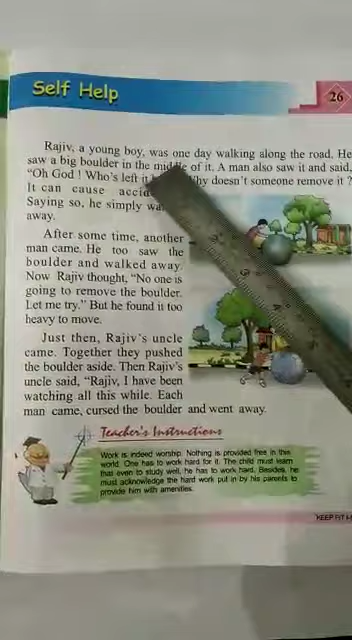 Self Help
26
Rajiv, a young boy, was one day walking along the road. He
saw a big boulder in the middle of it. A man also saw it and said,
"Oh God ! Who's left it Why doesn't someone remove it ?
It can cause
Saying so, he simply
away.
After some time, another
man came. He too saw the
boulder and walked away.
Now Rajiv thought, "No one is
going to remove the boulder.
Let me try." But he found it too
heavy to move.
Just then, Rajiv's uncle
came. Together they pushed
the boulder aside. Then Rajiv's
uncle said, "Rajiv, I have been
watching all this while. Each
man came, cursed the boulder and went away.
Teacher's Instructions
Work is indeed worship. Nothing is provided free in this
world. One has to work hard for it. The child must learn
that even to study well, he has to work hard. Besides, he
must acknowledge the hard work put in by his parents to
provide him with amenities.
KEEP FIT